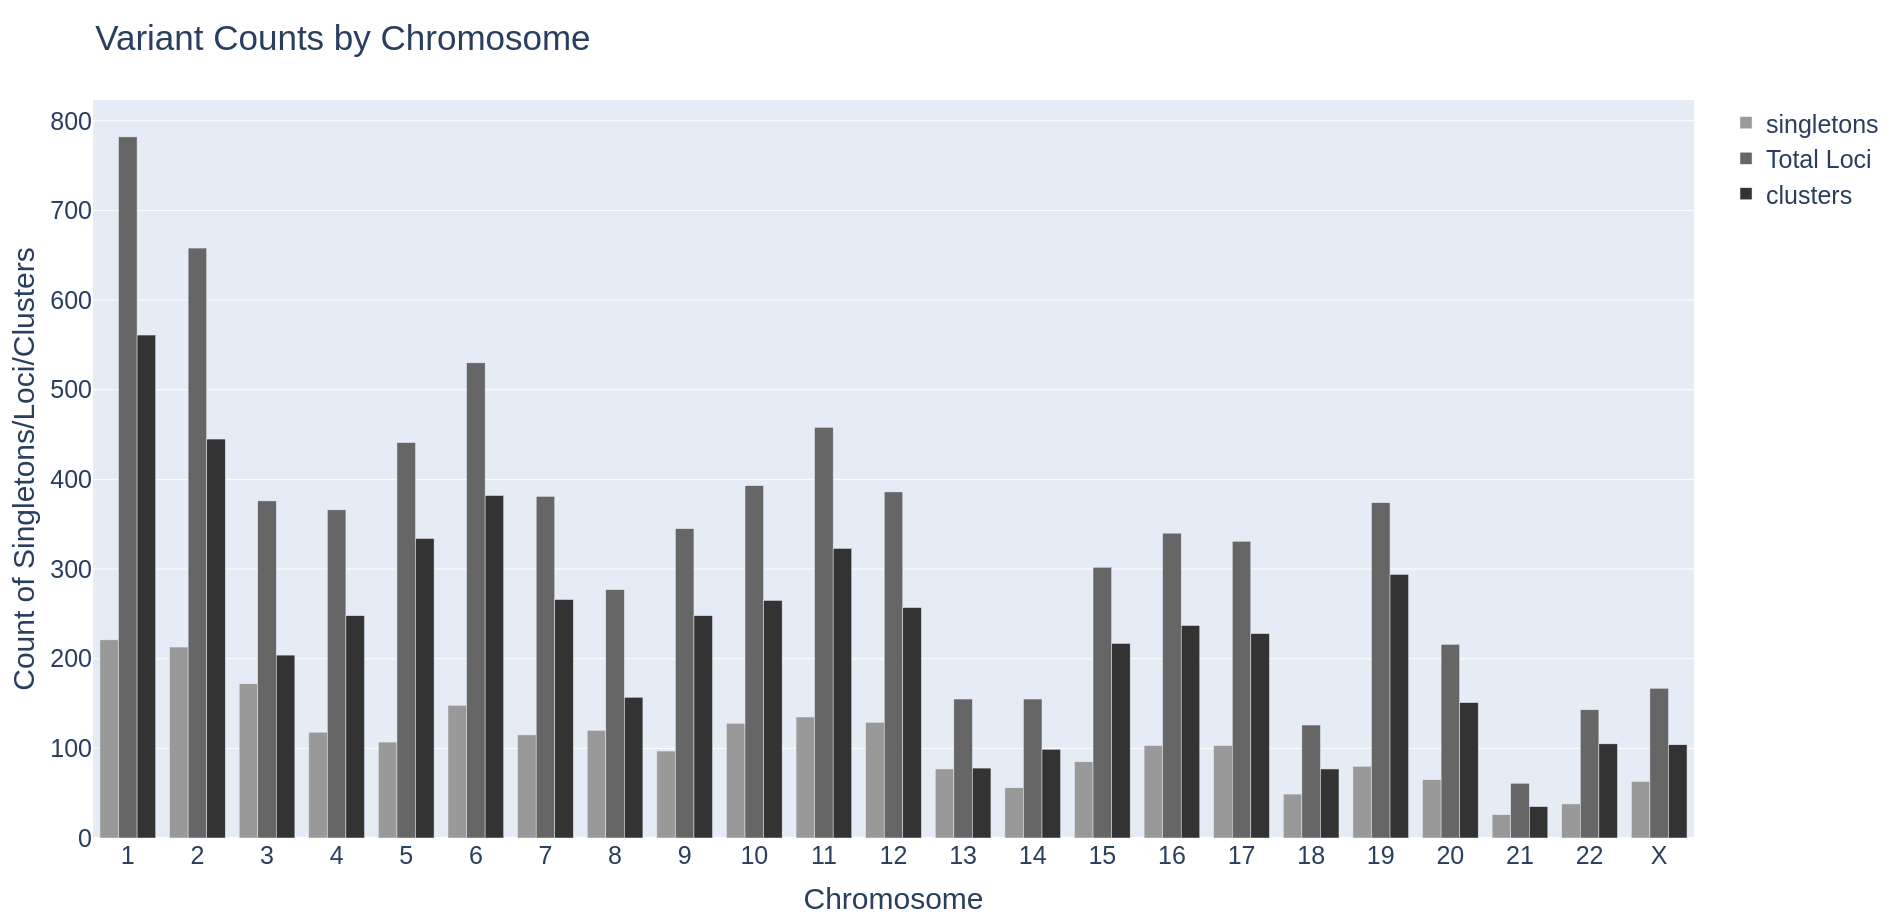 Variant Counts by Chromosome
singletons
Total Loci
clusters
Count of Singletons/Loci/Clusters
800
700
600
500
400
300
200
100
0
1 2 3 4 5 6 7 8 9 10 11 12 13 14 15 16 17 18 19 20 21 22 X
Chromosome